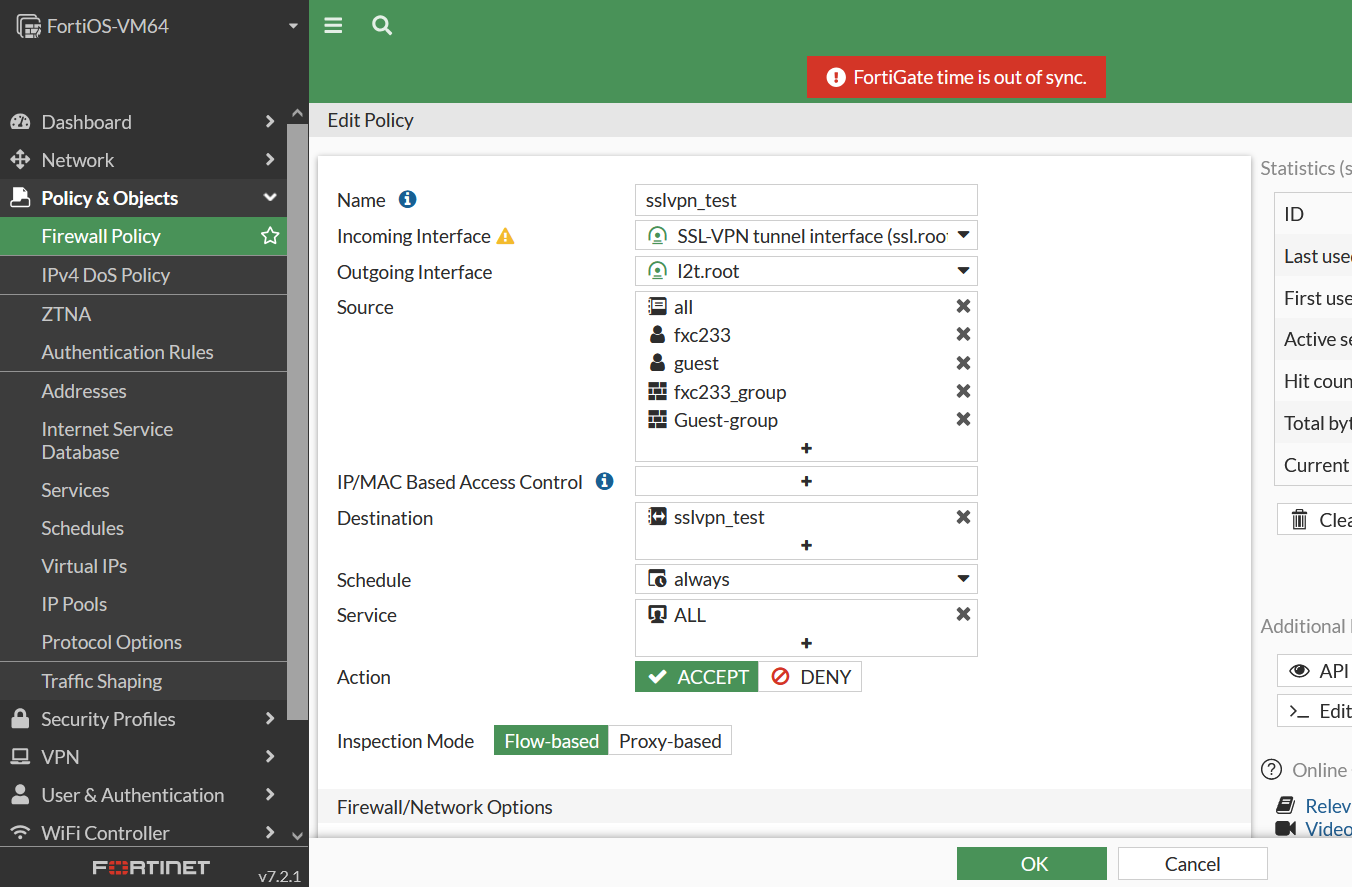 FortiOS-VM64
FortiGate time is out of sync.
Dashboard
Network
Policy & Objects
Firewall Policy
IPv4 DoS Policy
ZTNA
Authentication Rules
Addresses
Internet Service
Database
Services
Schedules
Virtual IPs
IP Pools
Protocol Options
Traffic Shaping
Security Profiles
VPN
User & Authentication
WiFi Controller
FORTINET
v7.2.1
Edit Policy
Name
sslvpn_test
Incoming Interface
SSL-VPN tunnel interface (ssl.roo
Outgoing Interface
l2t.root
Source
all
fxc233
guest
fxc233_group
Guest-group
IP/MAC Based Access Control
Destination
sslvpn_test
Schedule
always
Service
ALL
Action
ACCEPT
DENY
Inspection Mode
Flow-based
Proxy-based
Firewall/Network Options
OK
Cancel
Statistics (s
ID
Last use
First use
Active se
Hit coun
Total byt
Current
Clea
Additional
API
Edit
Online
Relev
Video